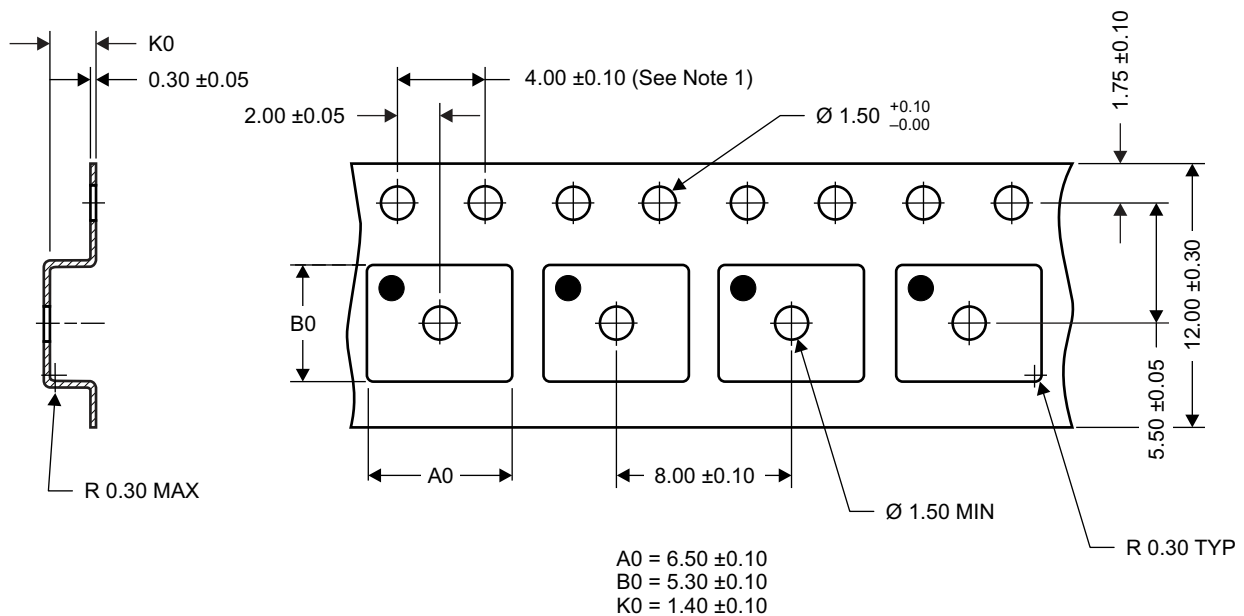 K0
0.30 ±0.05
4.00 ±0.10 (See Note 1)
2.00 ±0.05
Ø 1.50 +0.10 –0.00
1.75 ±0.10
B0
12.00 ±0.30
5.50 ±0.05
R 0.30 MAX
A0
8.00 ±0.10
Ø 1.50 MIN
R 0.30 TYP
A0 = 6.50 ±0.10
B0 = 5.30 ±0.10
K0 = 1.40 ±0.10